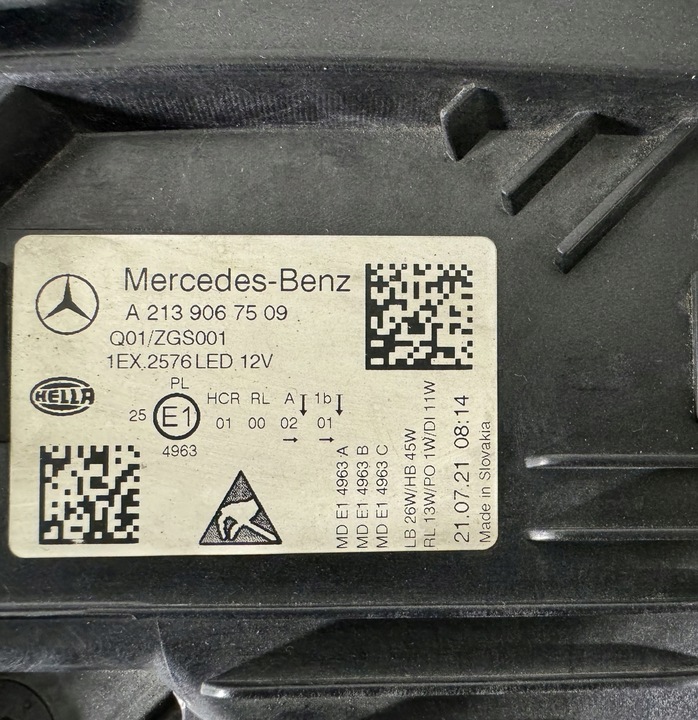 Mercedes-Benz
A 213 906 75 09
Q01/ZGS001
1EX.2576 LED 12V
HELLA
PL
25 E1 HCR RL A 1b
01 00 02 01
4963
MD E1 4963 A
MD E1 4963 B
MD E1 4963 C
LB 26W/HB 45W
RL 13W/PO 1W/DI 11W
21.07.21 08:14
Made in Slovakia